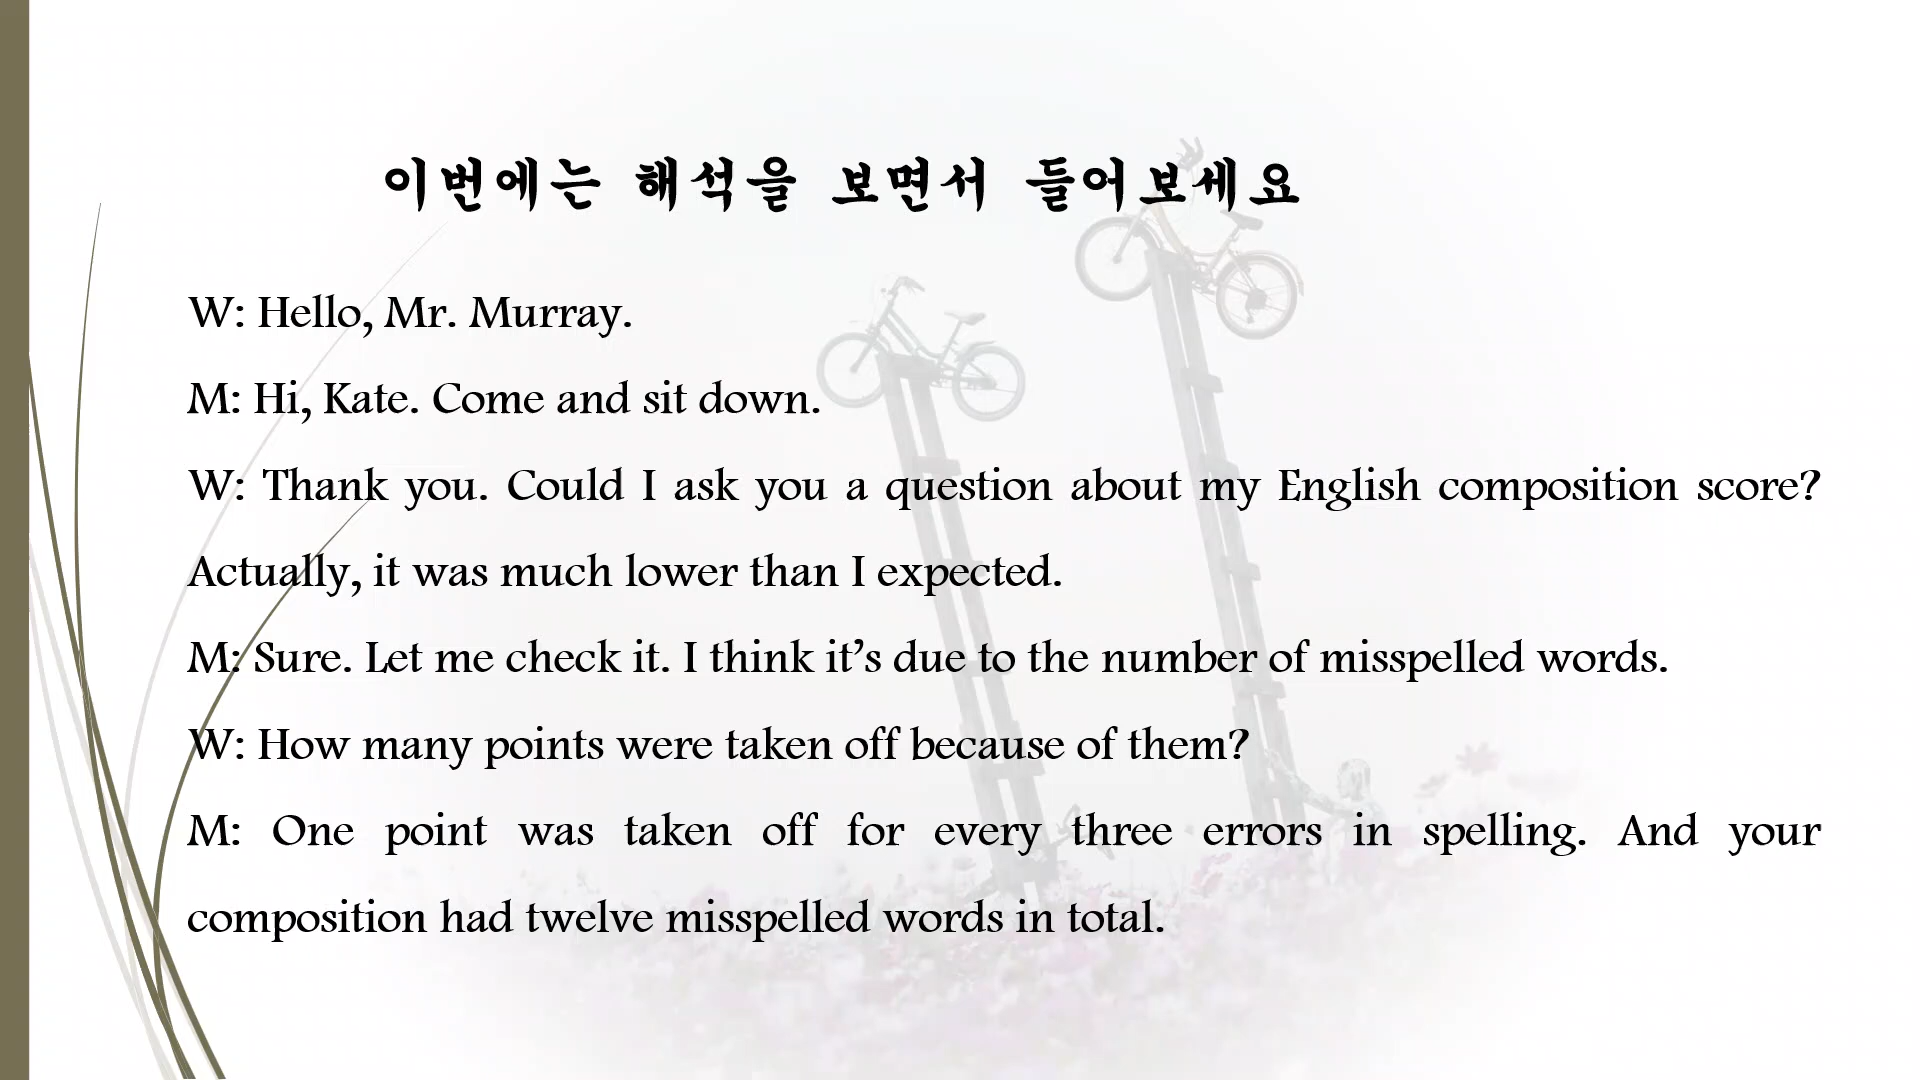 이번에는 해석을 보면서 들어보세요
W: Hello, Mr. Murray.
M: Hi, Kate. Come and sit down.
W: Thank you. Could I ask you a question about my English composition score?
Actually, it was much lower than I expected.
M: Sure. Let me check it. I think it’s due to the number of misspelled words.
W: How many points were taken off because of them?
M: One point was taken off for every three errors in spelling. And your
composition had twelve misspelled words in total.